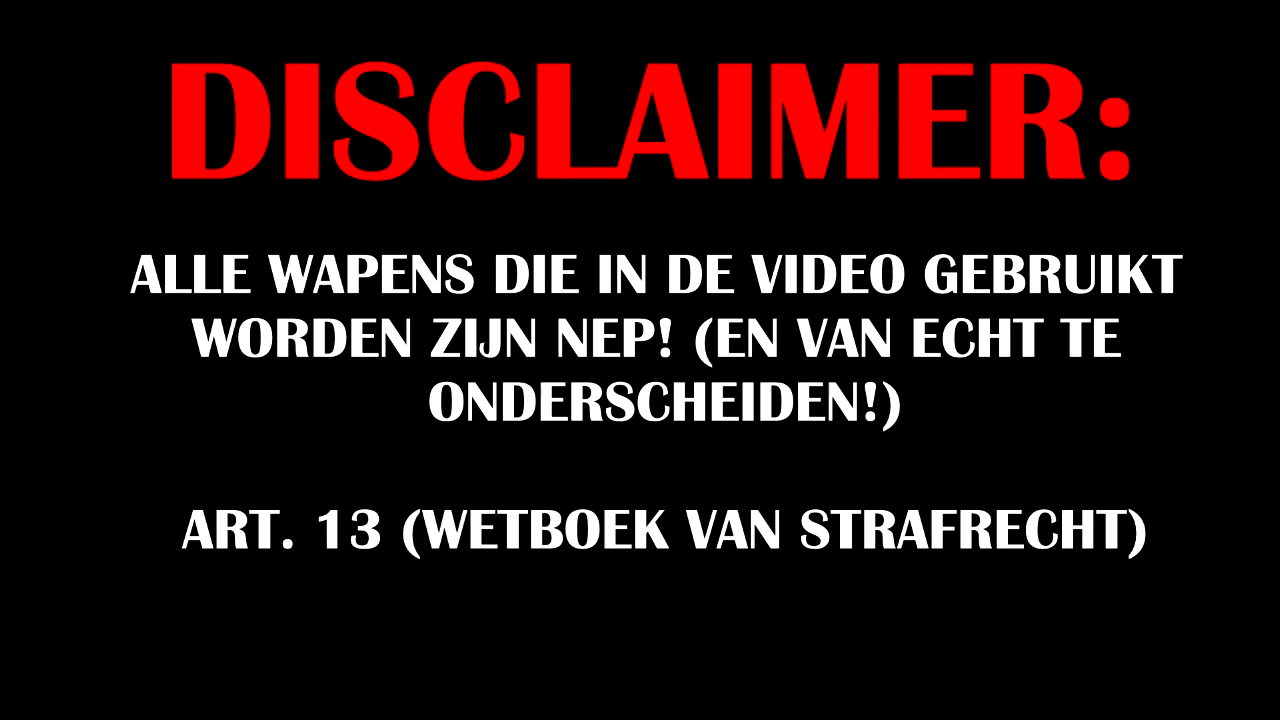 DISCLAIMER:
ALLE WAPENS DIE IN DE VIDEO GEBRUIKT
WORDEN ZIJN NEP! (EN VAN ECHT TE
ONDERSCHEIDEN!)
ART. 13 (WETBOEK VAN STRAFRECHT)